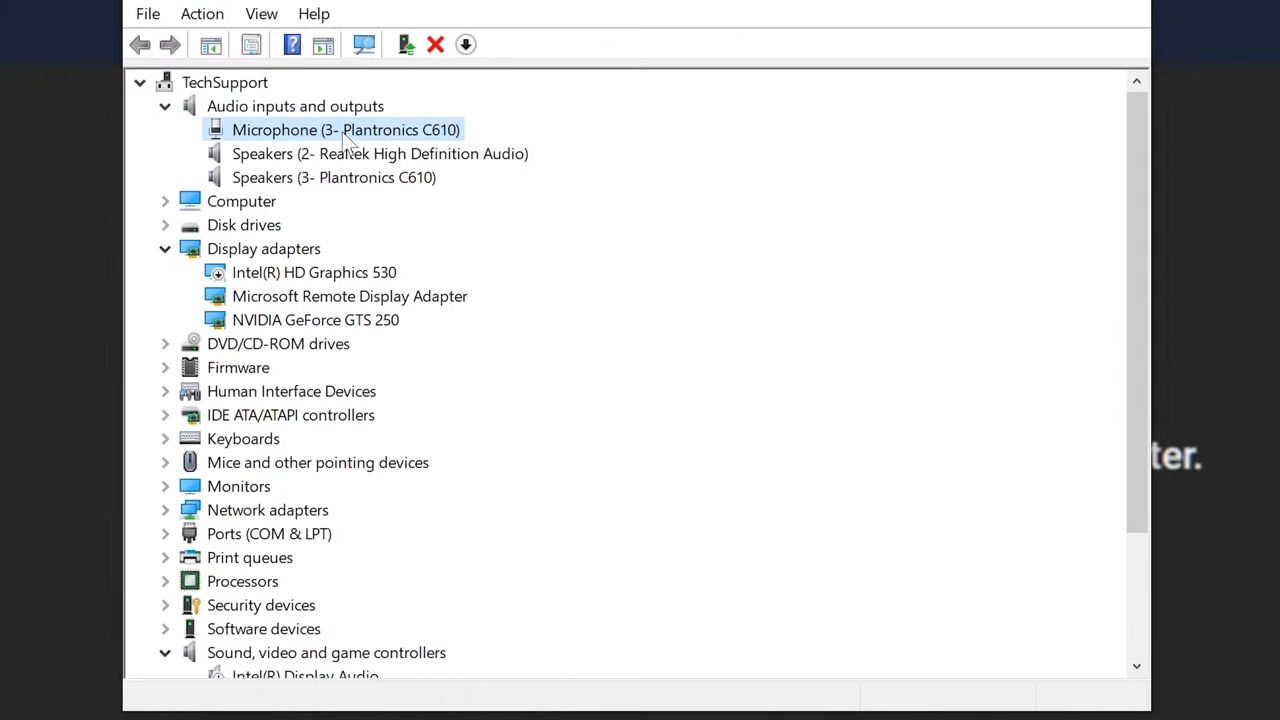 File Action View Help
TechSupport
Audio inputs and outputs
Microphone (3- Plantronics C610)
Speakers (2- Realtek High Definition Audio)
Speakers (3- Plantronics C610)
Computer
Disk drives
Display adapters
Intel(R) HD Graphics 530
Microsoft Remote Display Adapter
NVIDIA GeForce GTS 250
DVD/CD-ROM drives
Firmware
Human Interface Devices
IDE ATA/ATAPI controllers
Keyboards
ter.
Mice and other pointing devices
Monitors
Network adapters
Ports (COM & LPT)
Print queues
Processors
Security devices
Software devices
Sound, video and game controllers
Intel(R) Display Audio